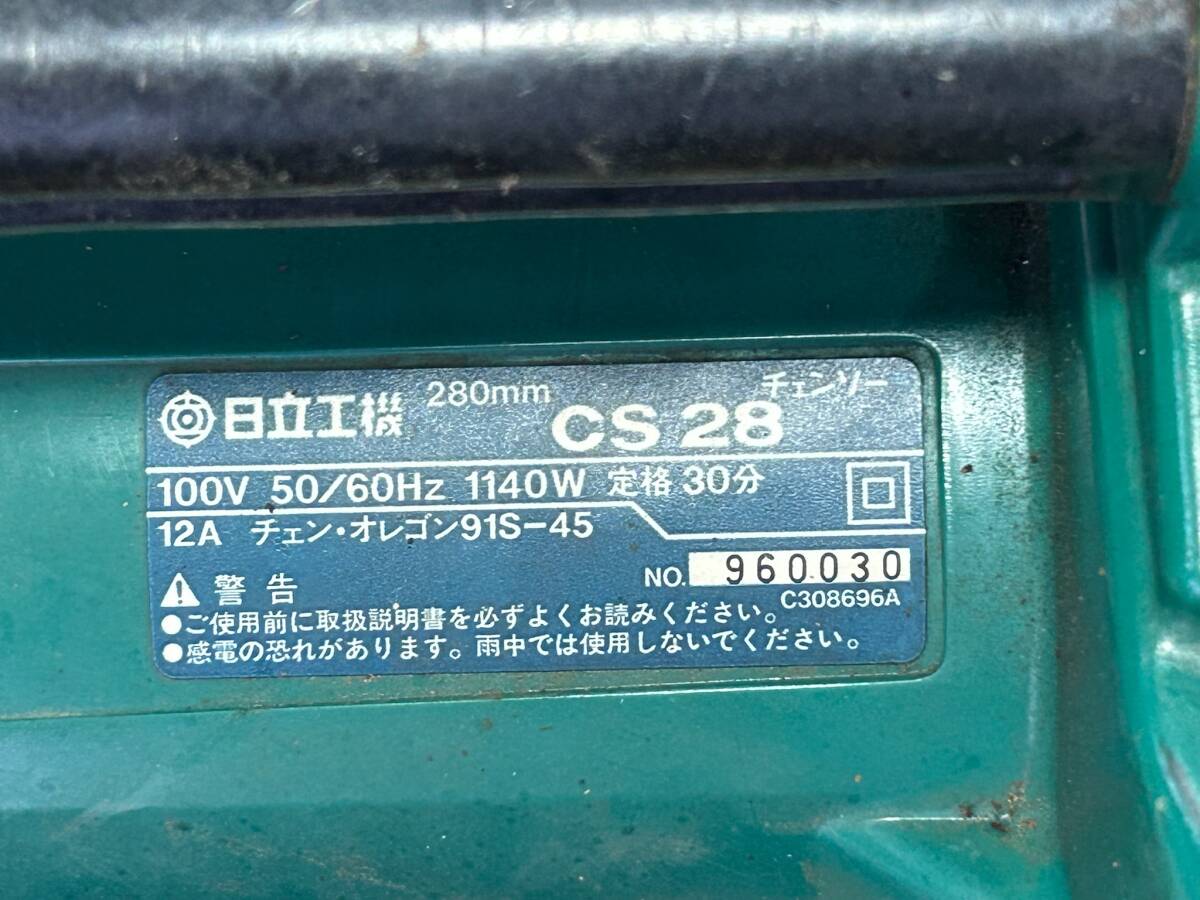 日立工機 280mm CS 28 チェンソー
100V 50/60Hz 1140W 定格 30分
12A チェン・オレゴン91S-45
NO. 960030
C308696A
警告
●ご使用前に取扱説明書を必ずよくお読みください。
●感電の恐れがあります。雨中では使用しないでください。